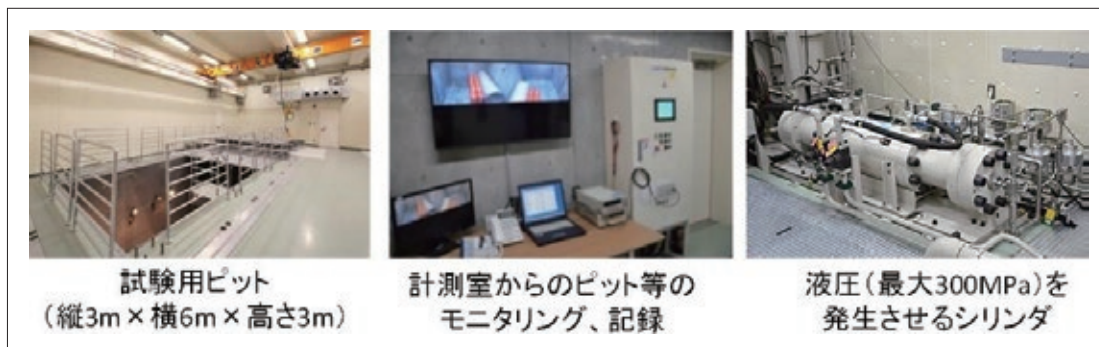 試験用ピット
（縦3m×横6m×高さ3m）
計測室からのピット等の
モニタリング、記録
液圧（最大300MPa）を
発生させるシリンダ